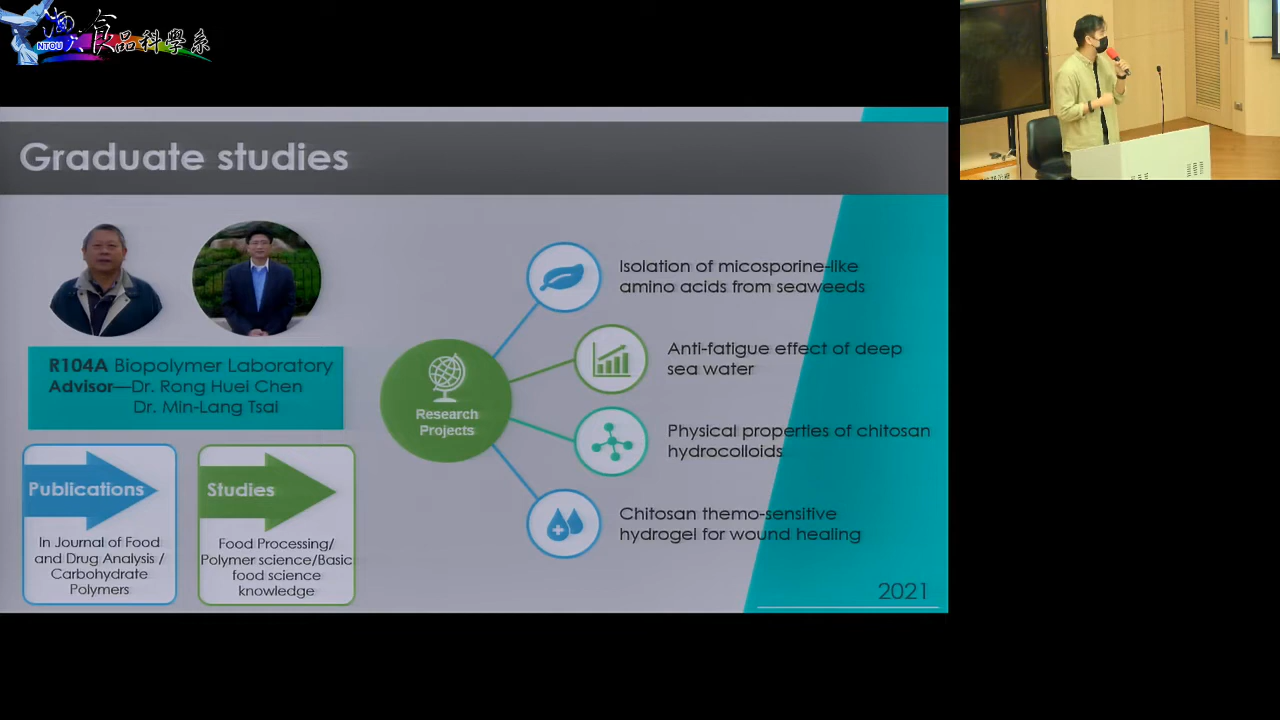 海大食品科學系
NTOU
Graduate studies
R104A Biopolymer Laboratory
Advisor—Dr. Rong Huei Chen
Dr. Min-Lang Tsai
Publications
In Journal of Food
and Drug Analysis /
Carbohydrate
Polymers
Studies
Food Processing/
Polymer science/Basic
food science
knowledge
Research
Projects
Isolation of micosporine-like
amino acids from seaweeds
Anti-fatigue effect of deep
sea water
Physical properties of chitosan
hydrocolloids
Chitosan themo-sensitive
hydrogel for wound healing
2021